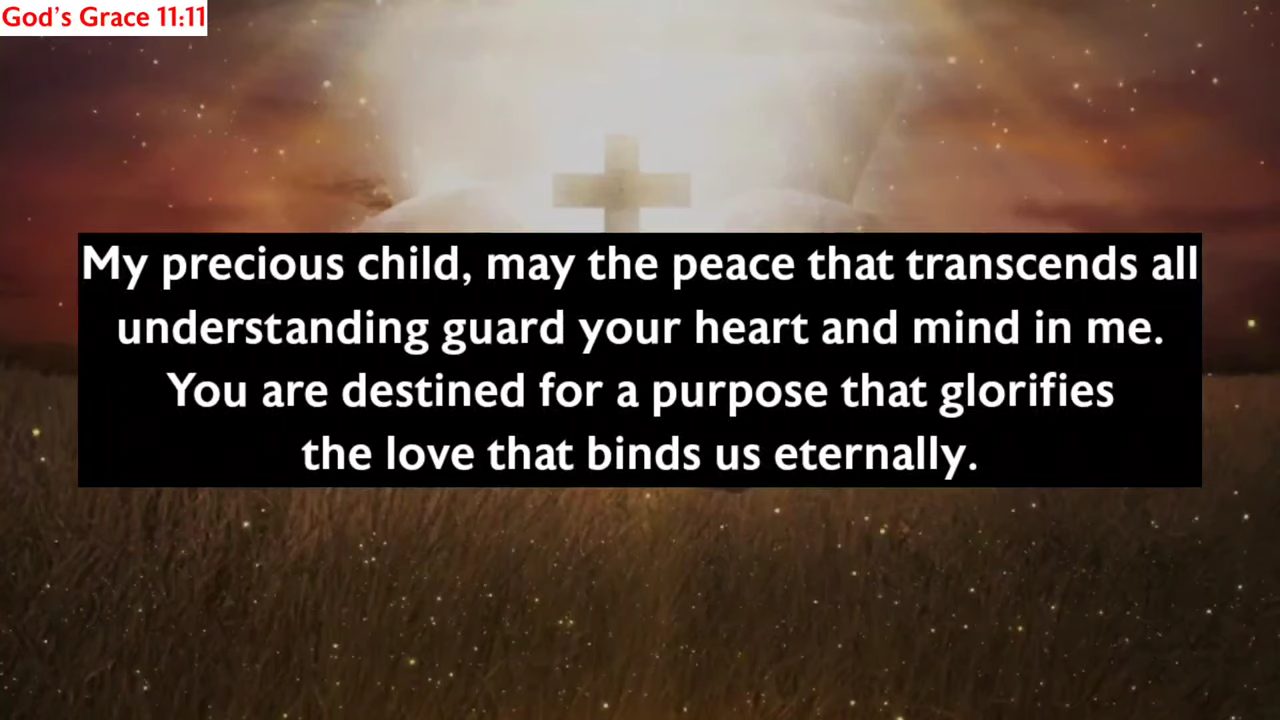 God's Grace 11:11
My precious child, may the peace that transcends all
understanding guard your heart and mind in me.
You are destined for a purpose that glorifies
the love that binds us eternally.